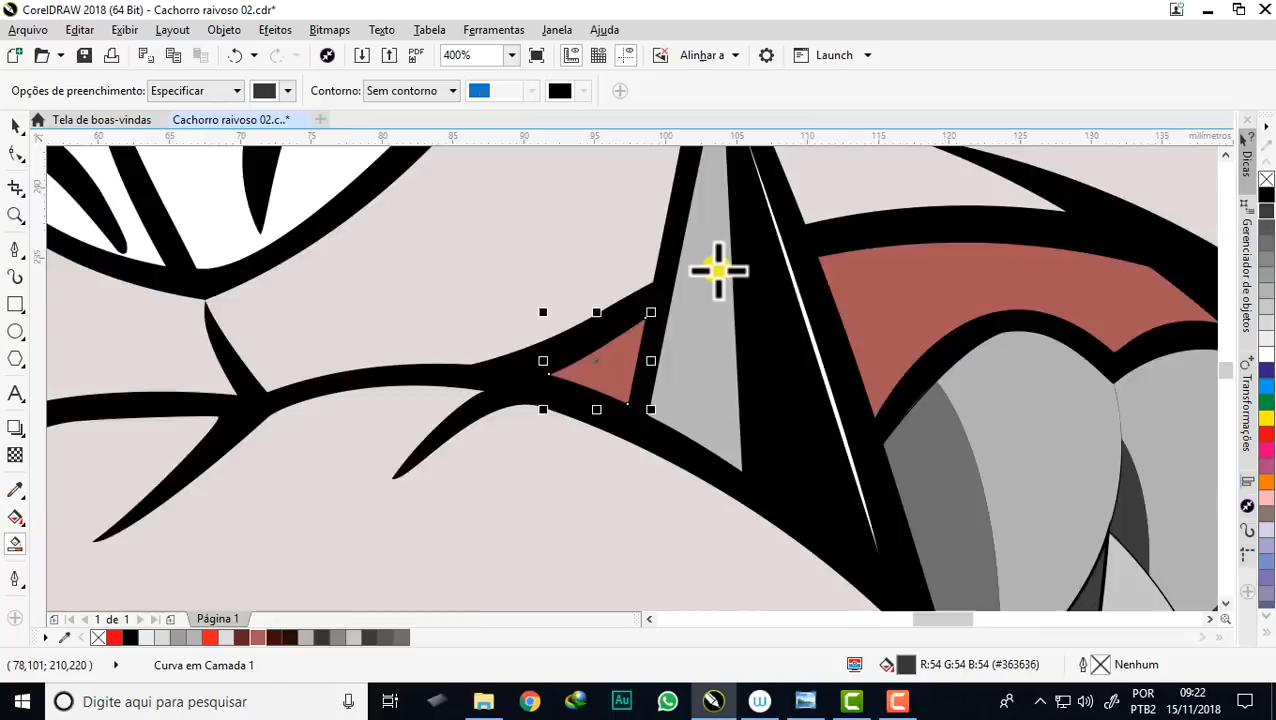 CorelDRAW 2018 (64 Bit) - Cachorro raivoso 02.cdr*
Arquivo Editar Exibir Layout Objeto Efeitos Bitmaps Texto Tabela Ferramentas Janela Ajuda
PDF 400% Alinhar a Launch
Opções de preenchimento: Especificar Contorno: Sem contorno
Tela de boas-vindas Cachorro raivoso 02.c..*
60 65 70 75 80 85 90 95 100 105 110 115 120 125 130 135 milímetros
Dicas
Gerenciador de objetos
Transformações
1 de 1 Página 1
( 78,101; 210,220 ) Curva em Camada 1 R:54 G:54 B:54 (#363636) Nenhum
Digite aqui para pesquisar Au POR 09:22
PTB2 15/11/2018